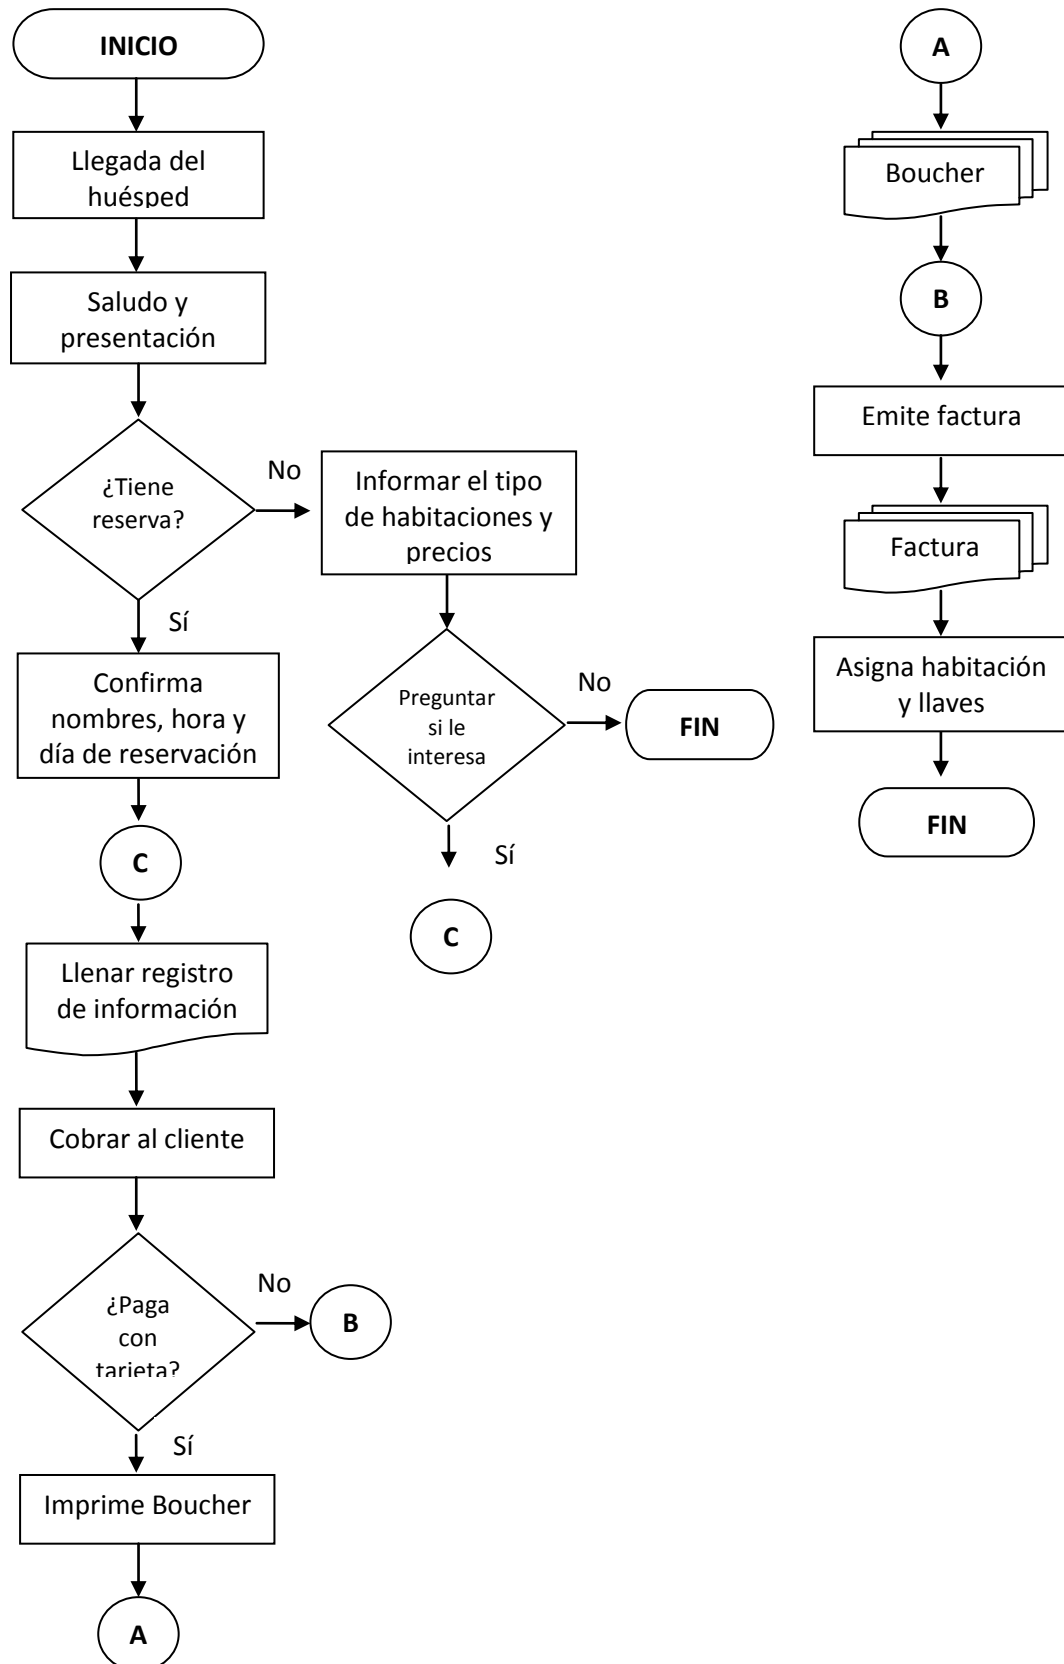 INICIO
Llegada del
huésped
Saludo y
presentación
¿Tiene
reserva?
No
Informar el tipo
de habitaciones y
precios
Sí
Confirma
nombres, hora y
día de reservación
Preguntar
si le
interesa
No
FIN
Sí
C
C
Llenar registro
de información
Cobrar al cliente
¿Paga
con
tarjeta?
No
B
Sí
Imprime Boucher
A
A
Boucher
B
Emite factura
Factura
Asigna habitación
y llaves
FIN